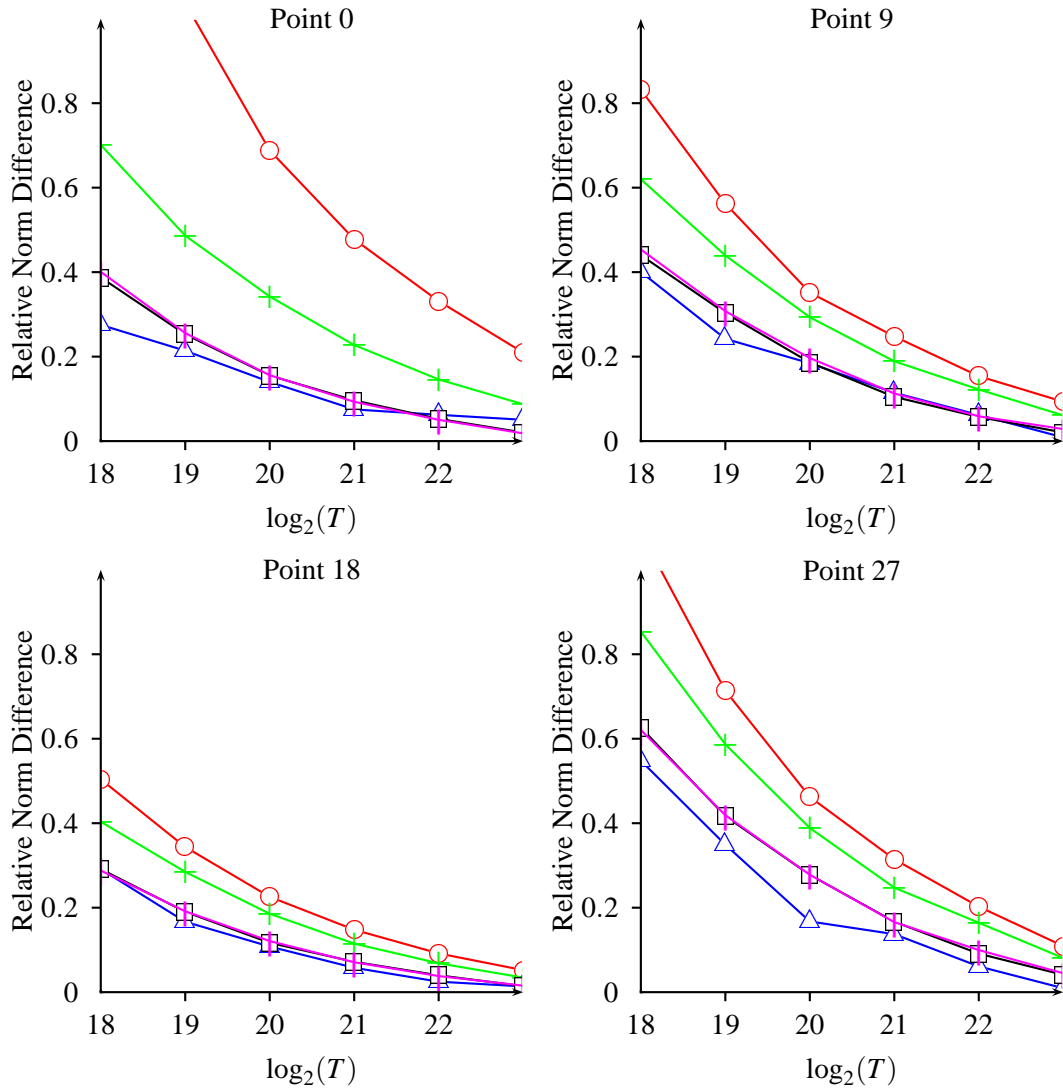 Point 0
Relative Norm Difference
0.8
0.6
0.4
0.2
0
18 19 20 21 22
log₂(T)
Point 9
Relative Norm Difference
0.8
0.6
0.4
0.2
0
18 19 20 21 22
log₂(T)
Point 18
Relative Norm Difference
0.8
0.6
0.4
0.2
0
18 19 20 21 22
log₂(T)
Point 27
Relative Norm Difference
0.8
0.6
0.4
0.2
0
18 19 20 21 22
log₂(T)